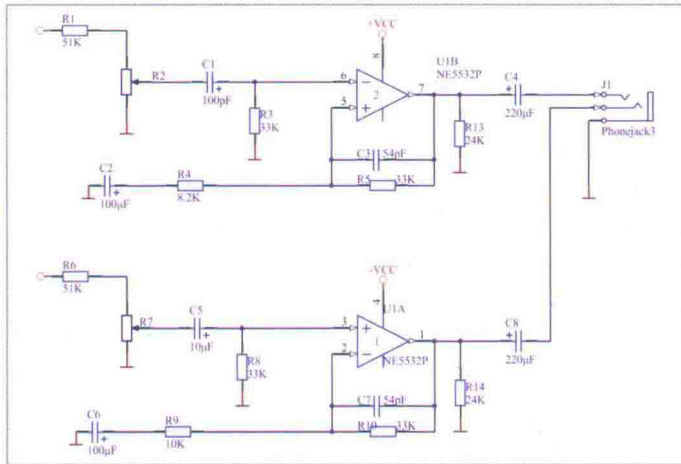 R1
51K
R2
C1
100pF
R3
33K
+VCC
8
U1B
NE5532P
6
2
7
5
C4
220μF
J1
Phonejack3
R13
24K
C3
54pF
R5
33K
C2
100μF
R4
8.2K
R6
51K
R7
C5
10μF
R8
33K
-VCC
4
U1A
3
1
1
2
NE5532P
C8
220μF
R14
24K
C7
54pF
R10
33K
C6
100μF
R9
10K